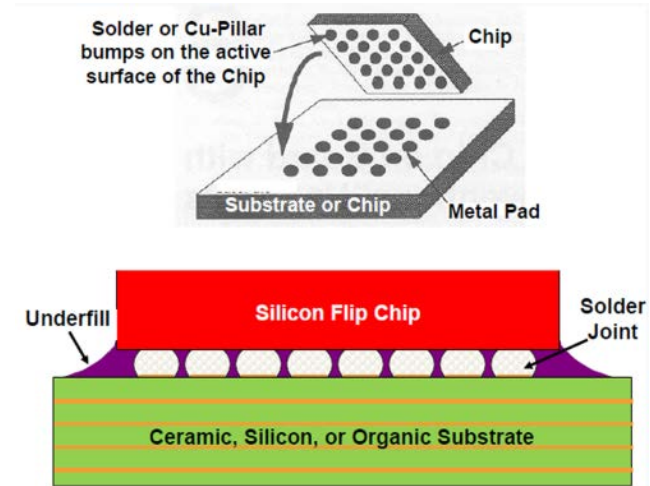 Solder or Cu-Pillar
bumps on the active
surface of the Chip
Chip
Substrate or Chip
Metal Pad
Underfill
Silicon Flip Chip
Solder
Joint
Ceramic, Silicon, or Organic Substrate